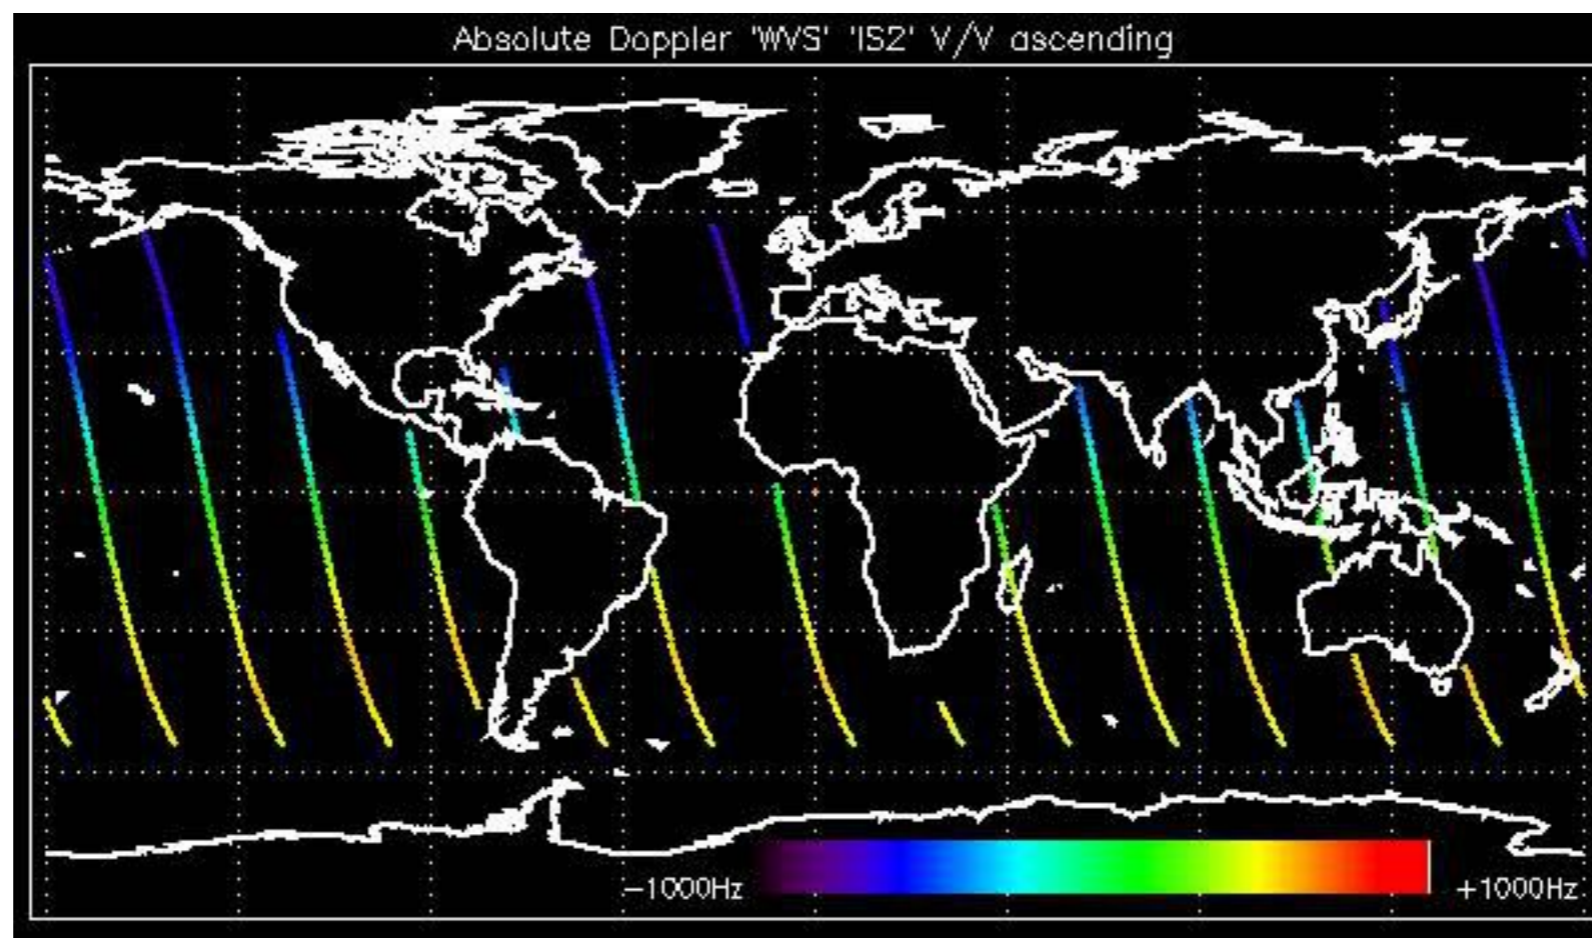 Absolute Doppler 'WVS' 'IS2' V/V ascending
−1000Hz +1000Hz